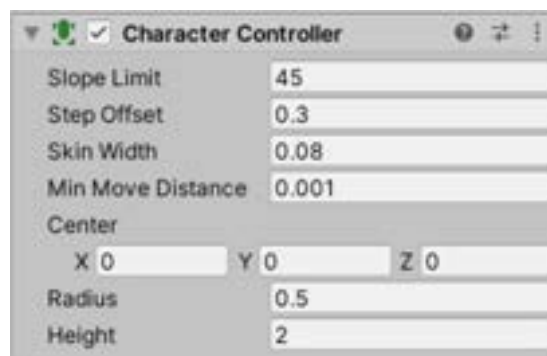 Character Controller
Slope Limit 45
Step Offset 0.3
Skin Width 0.08
Min Move Distance 0.001
Center
X 0 Y 0 Z 0
Radius 0.5
Height 2